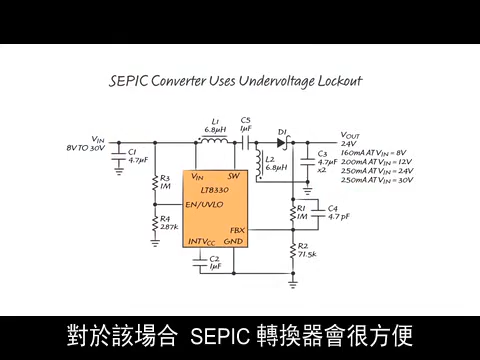 SEPIC Converter Uses Undervoltage Lockout
VIN
8V TO 30V
C1
4.7µF
L1
6.8µH
C5
1µF
D1
VOUT
24V
160mA AT VIN = 8V
200mA AT VIN = 12V
250mA AT VIN = 24V
250mA AT VIN = 30V
L2
6.8µH
C3
4.7µF
x2
R3
1M
VIN
SW
LT8330
EN/UVLO
R4
287k
FBX
INTVCC
GND
R1
1M
C4
4.7 pF
C2
1µF
R2
71.5k
對於該場合 SEPIC 轉換器會很方便